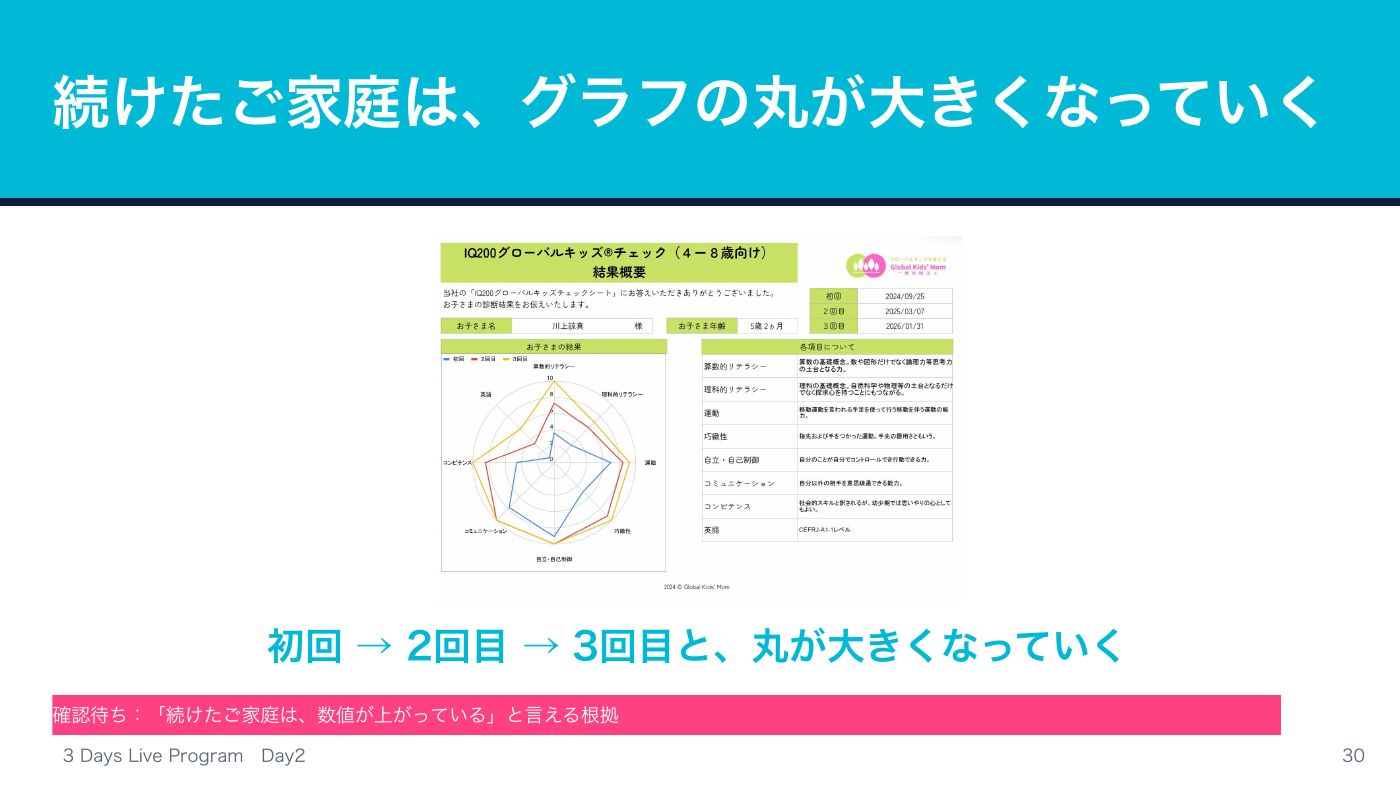 続けたご家庭は、グラフの丸が大きくなっていく
IQ200グローバルキッズ®チェック（４ー８歳向け）
結果概要
グローバルキッズを育てる
Global Kids' Mom
一般社団法人
当社の「IQ200グローバルキッズチェックシート」にお答えいただきありがとうございました。
お子さまの診断結果をお伝えいたします。
初回 2024/09/25
２回目 2025/03/07
３回目 2026/01/31
お子さま名 川上諒真 様 お子さま年齢 5歳２ヵ月
お子さまの結果
初回 2回目 3回目
算数的リテラシー
理科的リテラシー
運動
巧緻性
自立・自己制御
コミュニケーション
コンピテンス
英語
10
8
6
4
2
0
各項目について
算数的リテラシー 算数の基礎概念。数や図形だけでなく論理力等思考力
の土台となる力。
理科的リテラシー 理科の基礎概念。自然科学や物理等の土台となるだけ
でなく探求心を持つことにもつながる。
運動 移動運動を言われる手足を使って行う移動を伴う運動の能
力。
巧緻性 指先および手をつかった運動。手先の器用さともいう。
自立・自己制御 自分のことが自分でコントロールでき行動できる力。
コミュニケーション 自分以外の相手を意思疎通できる能力。
コンピテンス 社会的スキルと訳されるが、幼少期では思いやりの心として
もよい。
英語 CEFRJ-A1-1レベル
2024 © Global Kids' Mom
初回 → 2回目 → 3回目と、丸が大きくなっていく
確認待ち：「続けたご家庭は、数値が上がっている」と言える根拠
3 Days Live Program　Day2
30